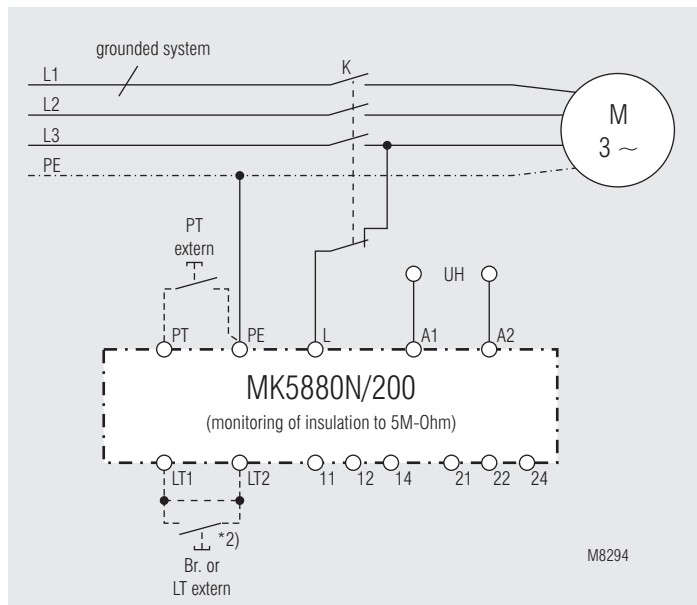 grounded system
L1
K
L2
M
3 ~
L3
PE
PT
extern
UH
PT
PE
L
A1
A2
MK5880N/200
(monitoring of insulation to 5M-Ohm)
LT1
LT2
11
12
14
21
22
24
*2)
Br. or
LT extern
M8294